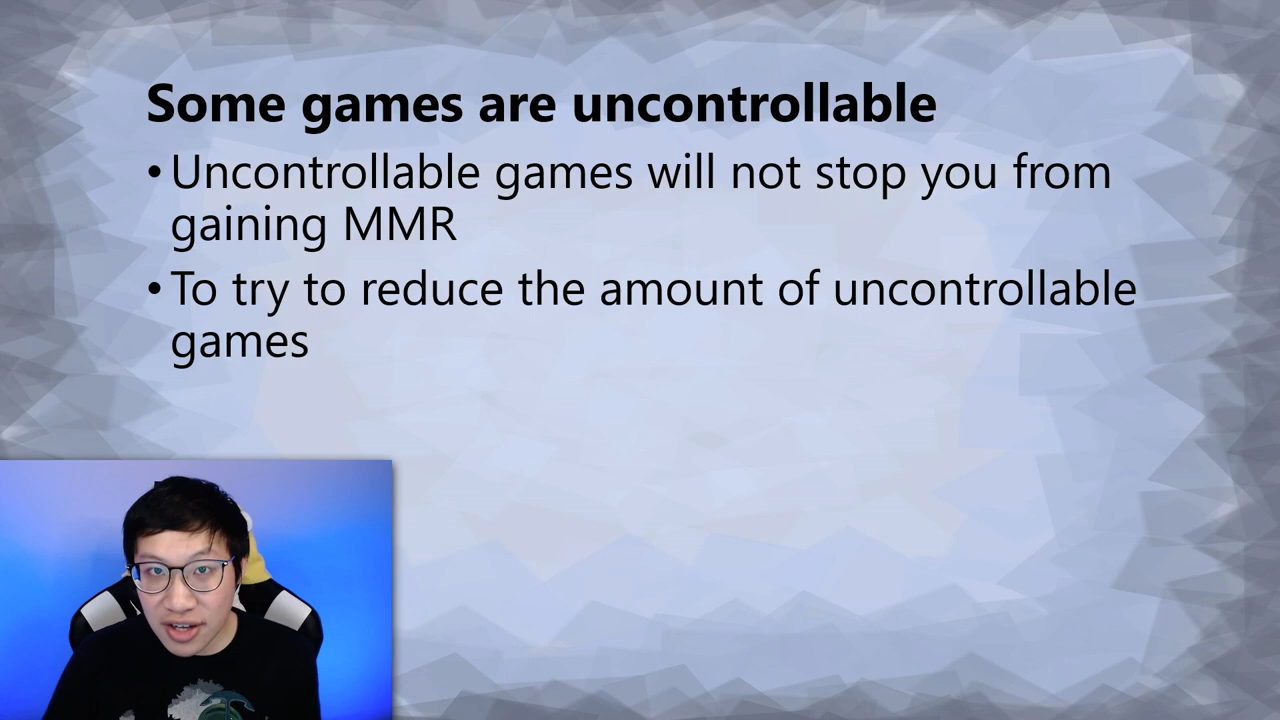 Some games are uncontrollable
• Uncontrollable games will not stop you from
gaining MMR
• To try to reduce the amount of uncontrollable
games